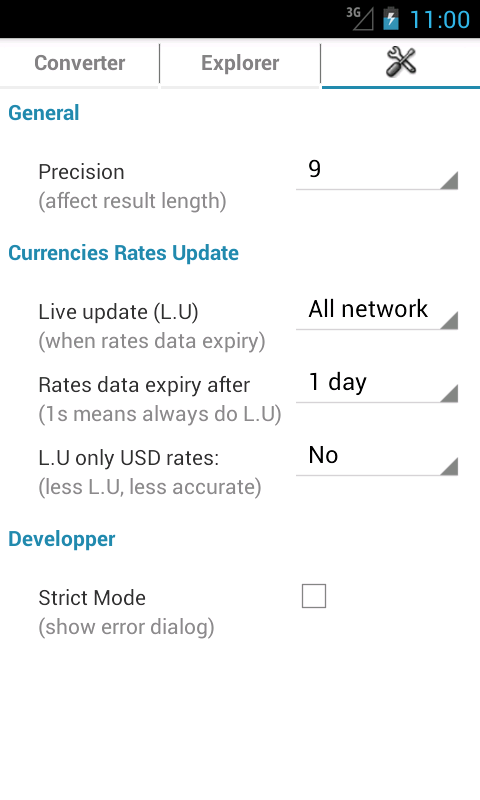 3G 11:00
Converter Explorer
General
Precision 9
(affect result length)
Currencies Rates Update
Live update (L.U) All network
(when rates data expiry)
Rates data expiry after 1 day
(1s means always do L.U)
L.U only USD rates: No
(less L.U, less accurate)
Developper
Strict Mode
(show error dialog)